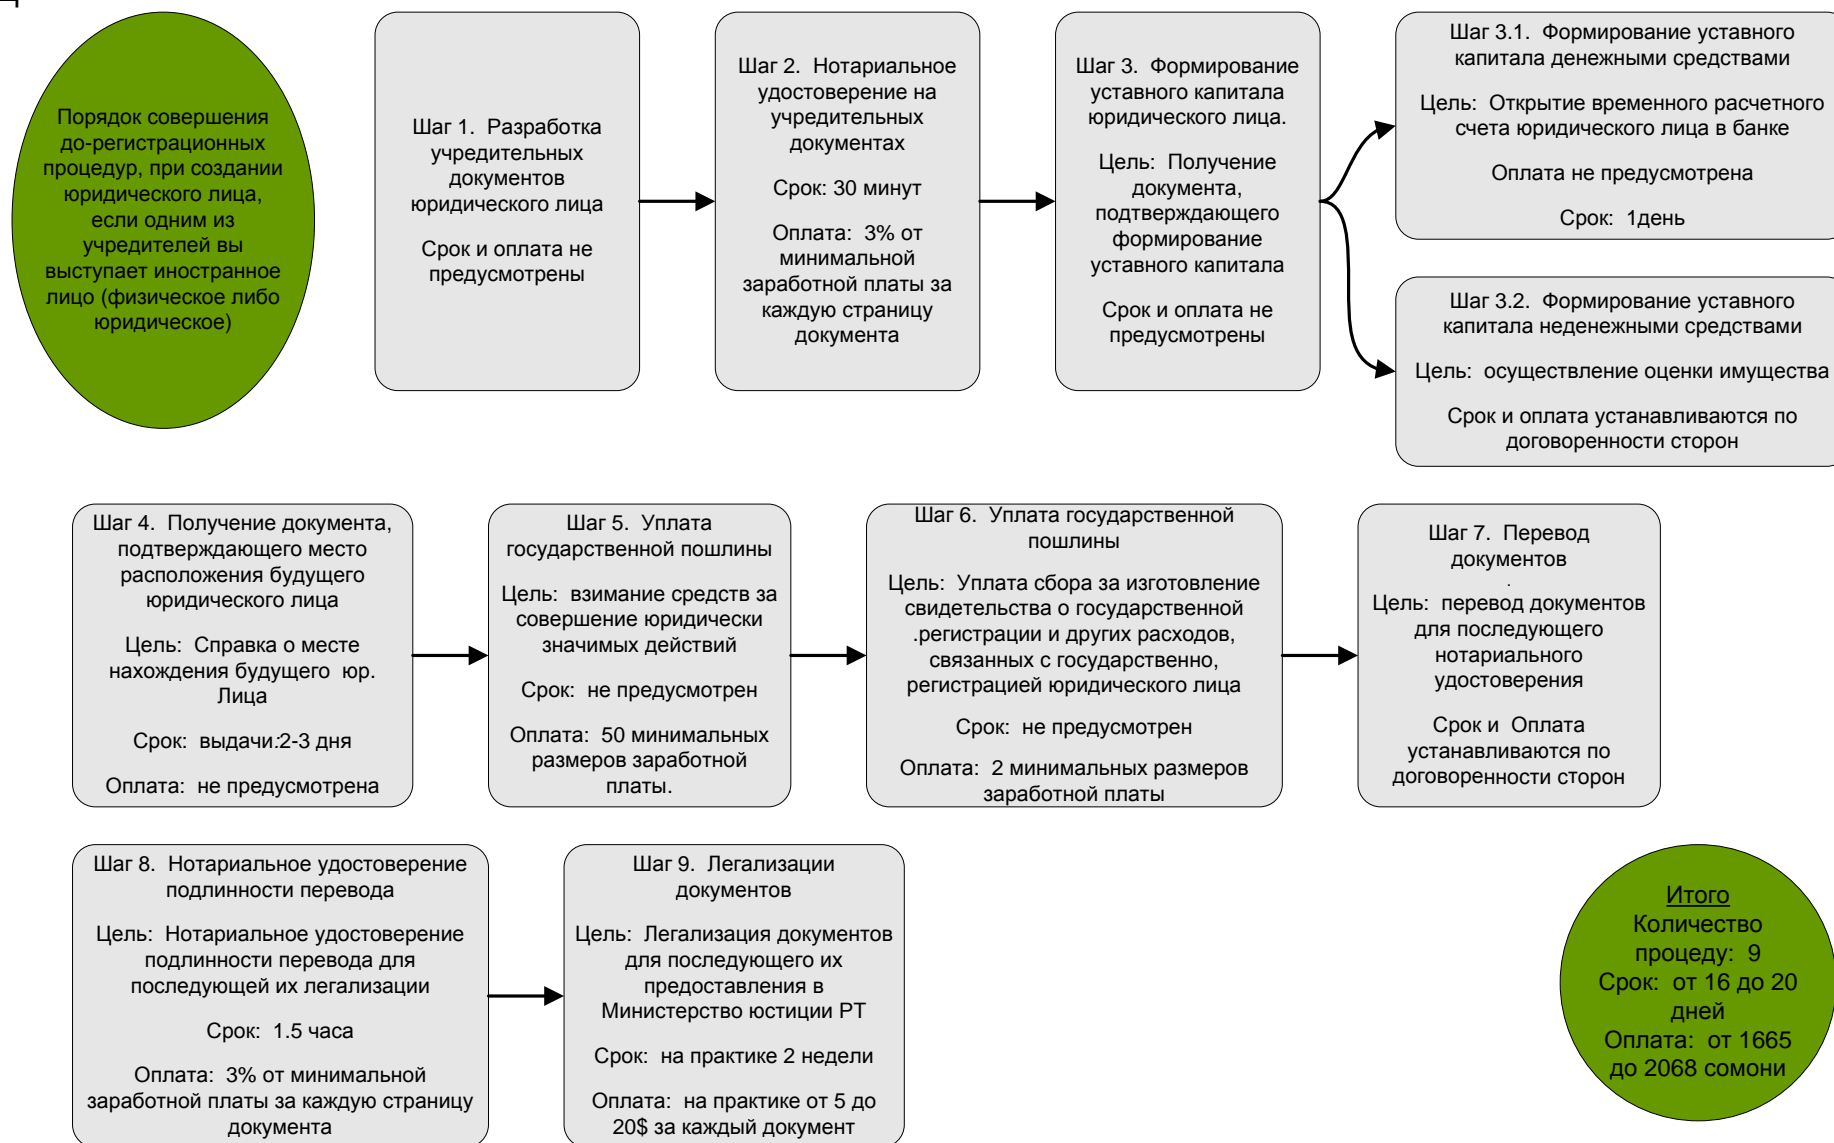 Порядок совершения
до-регистрационных
процедур, при создании
юридического лица,
если одним из
учредителей вы
выступает иностранное
лицо (физическое либо
юридическое)
Шаг 1. Разработка
учредительных
документов
юридического лица
Срок и оплата не
предусмотрены
Шаг 2. Нотариальное
удостоверение на
учредительных
документах
Срок: 30 минут
Оплата: 3% от
минимальной
заработной платы за
каждую страницу
документа
Шаг 3. Формирование
уставного капитала
юридического лица.
Цель: Получение
документа,
подтверждающего
формирование
уставного капитала
Срок и оплата не
предусмотрены
Шаг 3.1. Формирование уставного
капитала денежными средствами
Цель: Открытие временного расчетного
счета юридического лица в банке
Оплата не предусмотрена
Срок: 1день
Шаг 3.2. Формирование уставного
капитала неденежными средствами
Цель: осуществление оценки имущества
Срок и оплата устанавливаются по
договоренности сторон
Шаг 4. Получение документа,
подтверждающего место
расположения будущего
юридического лица
Цель: Справка о месте
нахождения будущего юр.
Лица
Срок: выдачи:2-3 дня
Оплата: не предусмотрена
Шаг 5. Уплата
государственной пошлины
Цель: взимание средств за
совершение юридически
значимых действий
Срок: не предусмотрен
Оплата: 50 минимальных
размеров заработной
платы.
Шаг 6. Уплата государственной
пошлины
Цель: Уплата сбора за изготовление
свидетельства о государственной
.регистрации и других расходов,
связанных с государственно,
регистрацией юридического лица
Срок: не предусмотрен
Оплата: 2 минимальных размеров
заработной платы
Шаг 7. Перевод
документов
.
Цель: перевод документов
для последующего
нотариального
удостоверения
Срок и Оплата
устанавливаются по
договоренности сторон
Шаг 8. Нотариальное удостоверение
подлинности перевода
Цель: Нотариальное удостоверение
подлинности перевода для
последующей их легализации
Срок: 1.5 часа
Оплата: 3% от минимальной
заработной платы за каждую страницу
документа
Шаг 9. Легализации
документов
Цель: Легализация документов
для последующего их
предоставления в
Министерство юстиции РТ
Срок: на практике 2 недели
Оплата: на практике от 5 до
20$ за каждый документ
Итого
Количество
процеду: 9
Срок: от 16 до 20
дней
Оплата: от 1665
до 2068 сомони